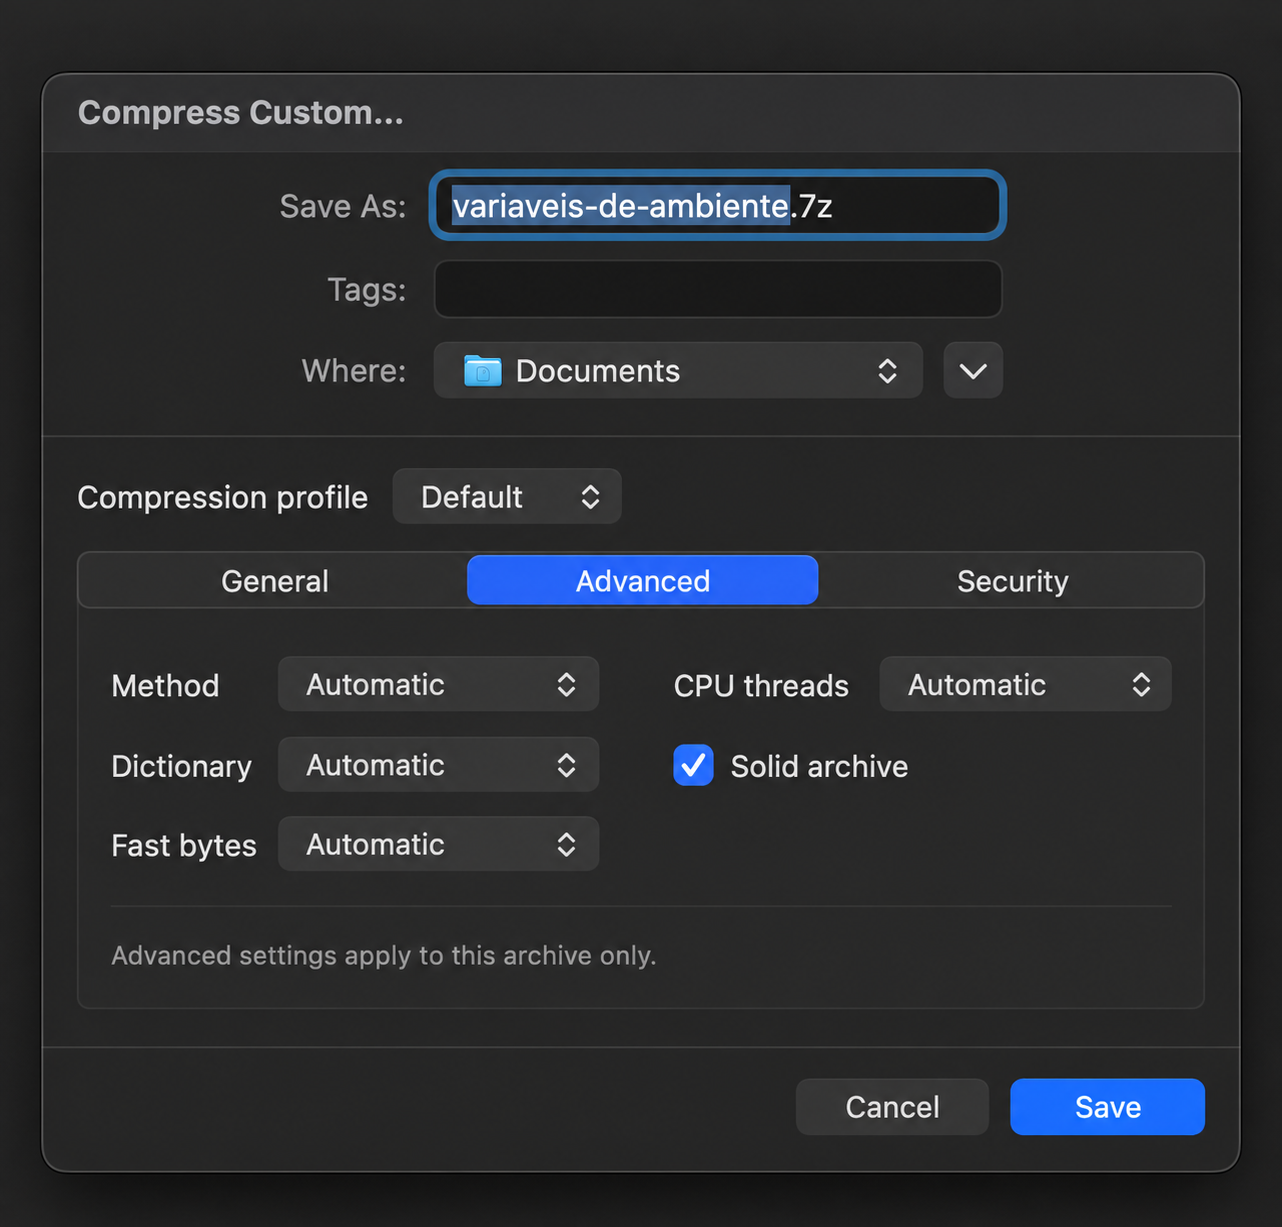 Compress Custom...
Save As: variaveis-de-ambiente.7z
Tags:
Where: Documents
Compression profile Default
General Advanced Security
Method Automatic CPU threads Automatic
Dictionary Automatic Solid archive
Fast bytes Automatic
Advanced settings apply to this archive only.
Cancel Save